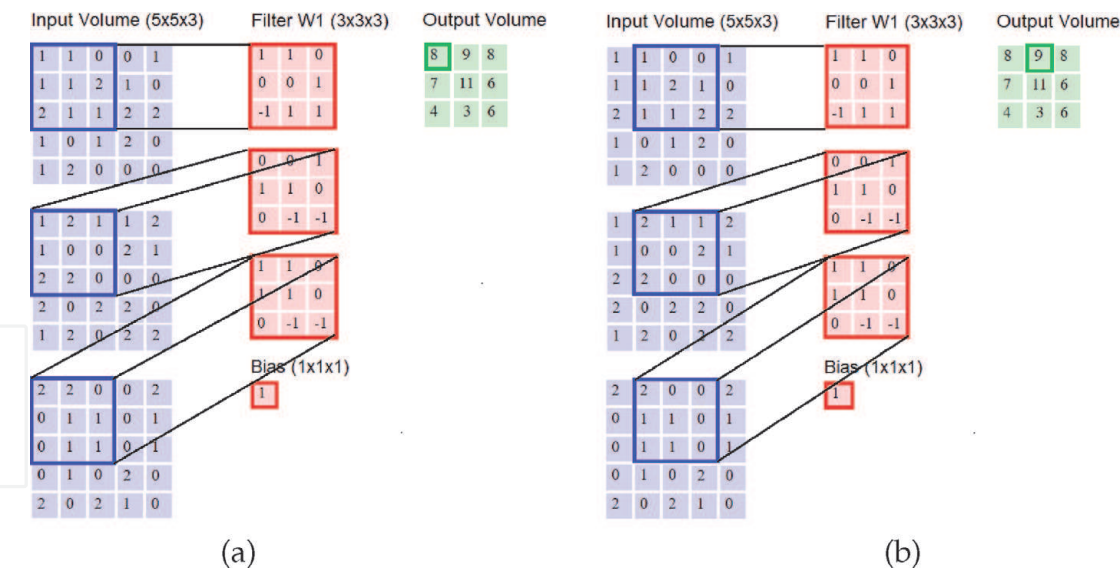 Input Volume (5x5x3) Filter W1 (3x3x3) Output Volume
1 1 0 0 1 1 1 0 8 9 8
1 1 2 1 0 0 0 1 7 11 6
2 1 1 2 2 -1 1 1 4 3 6
1 0 1 2 0
1 2 0 0 0 0 0 1
1 1 0
1 2 1 1 2 0 -1 -1
1 0 0 2 1
2 2 0 0 0 1 1 0
2 0 2 2 0 1 1 0
1 2 0 2 2 0 -1 -1
Bias (1x1x1)
2 2 0 0 2 1
0 1 1 0 1
0 1 1 0 1
0 1 0 2 0
2 0 2 1 0
(a)
Input Volume (5x5x3) Filter W1 (3x3x3) Output Volume
1 1 0 0 1 1 1 0 8 9 8
1 1 2 1 0 0 0 1 7 11 6
2 1 1 2 2 -1 1 1 4 3 6
1 0 1 2 0
1 2 0 0 0 0 0 1
1 1 0
1 2 1 1 2 0 -1 -1
1 0 0 2 1
2 2 0 0 0 1 1 0
2 0 2 2 0 1 1 0
1 2 0 2 2 0 -1 -1
Bias (1x1x1)
2 2 0 0 2 1
0 1 1 0 1
0 1 1 0 1
0 1 0 2 0
2 0 2 1 0
(b)